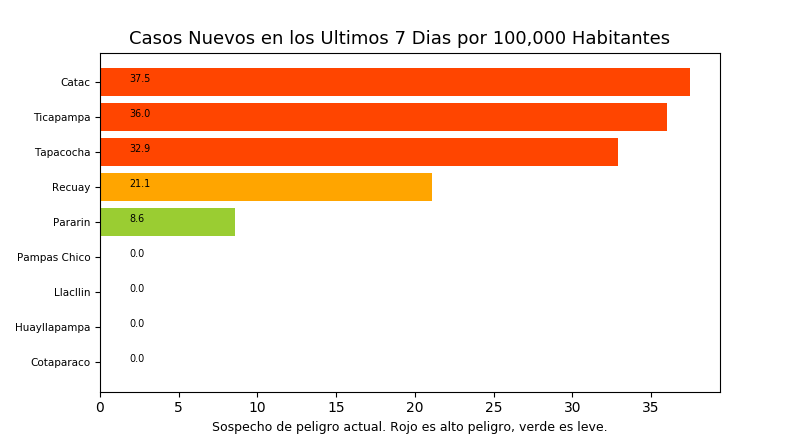 Casos Nuevos en los Ultimos 7 Dias por 100,000 Habitantes
Catac 37.5
Ticapampa 36.0
Tapacocha 32.9
Recuay 21.1
Pararin 8.6
Pampas Chico 0.0
Llacllin 0.0
Huayllapampa 0.0
Cotaparaco 0.0
0 5 10 15 20 25 30 35
Sospecho de peligro actual. Rojo es alto peligro, verde es leve.